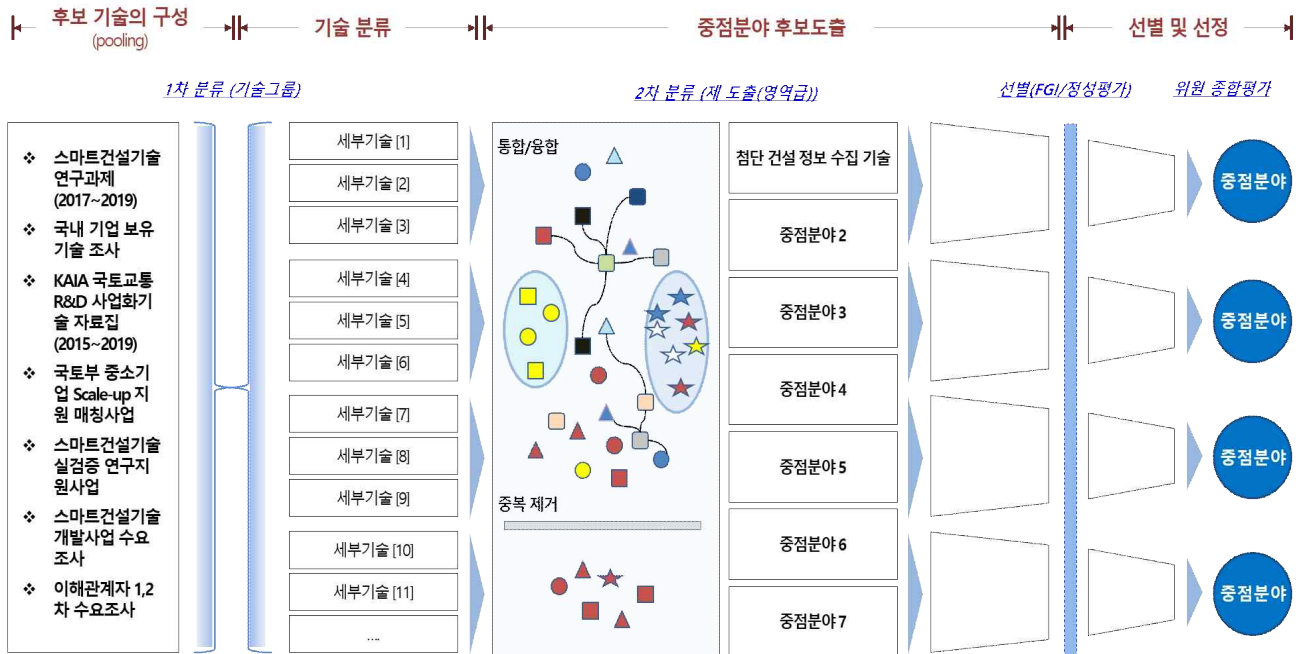 후보 기술의 구성
(pooling)
기술 분류
중점분야 후보도출
선별 및 선정
1차 분류 (기술그룹)
2차 분류 (제 도출(영역급))
선별(FGI/정성평가)
위원 종합평가
❖ 스마트건설기술
연구과제
(2017~2019)
❖ 국내 기업 보유
기술 조사
❖ KAIA 국토교통
R&D 사업화기
술 자료집
(2015~2019)
❖ 국토부 중소기
업 Scale-up 지
원 매칭사업
❖ 스마트건설기술
실검증 연구지
원사업
❖ 스마트건설기술
개발사업 수요
조사
❖ 이해관계자 1,2
차 수요조사
세부기술 [1]
세부기술 [2]
세부기술 [3]
세부기술 [4]
세부기술 [5]
세부기술 [6]
세부기술 [7]
세부기술 [8]
세부기술 [9]
세부기술 [10]
세부기술 [11]
....
통합/융합
중복 제거
첨단 건설 정보 수집 기술
중점분야 2
중점분야 3
중점분야 4
중점분야 5
중점분야 6
중점분야 7
중점분야
중점분야
중점분야
중점분야